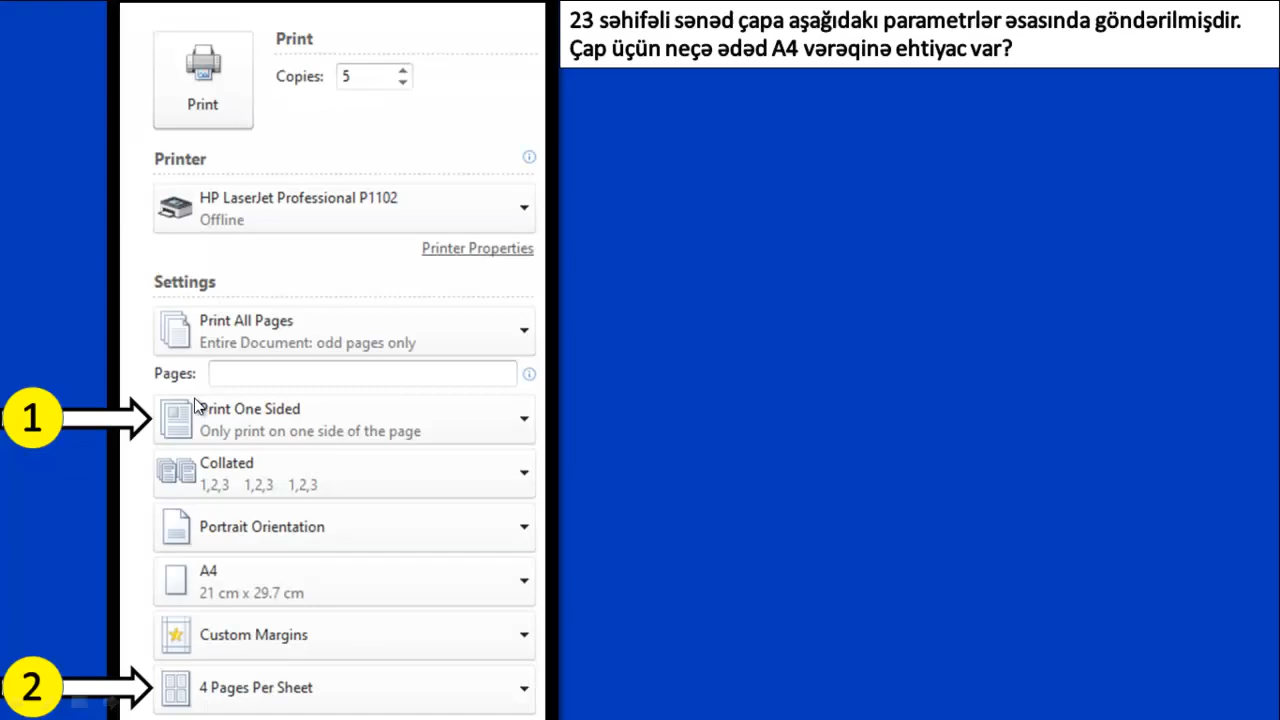 23 səhifəli sənəd çapa aşağıdakı parametrlər əsasında göndərilmişdir.
Çap üçün neçə ədəd A4 vərəqinə ehtiyac var?
Print
Print
Copies: 5
Printer
HP LaserJet Professional P1102
Offline
Printer Properties
Settings
Print All Pages
Entire Document: odd pages only
Pages:
1
Print One Sided
Only print on one side of the page
Collated
1,2,3 1,2,3 1,2,3
Portrait Orientation
A4
21 cm x 29.7 cm
Custom Margins
2
4 Pages Per Sheet